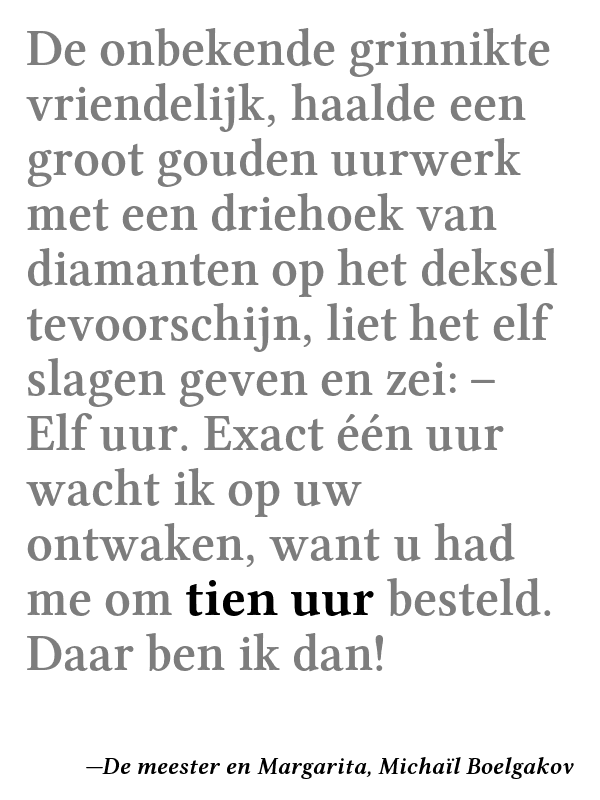 De onbekende grinnikte
vriendelijk, haalde een
groot gouden uurwerk
met een driehoek van
diamanten op het deksel
tevoorschijn, liet het elf
slagen geven en zei: –
Elf uur. Exact één uur
wacht ik op uw
ontwaken, want u had
me om tien uur besteld.
Daar ben ik dan!
—De meester en Margarita, Michaïl Boelgakov